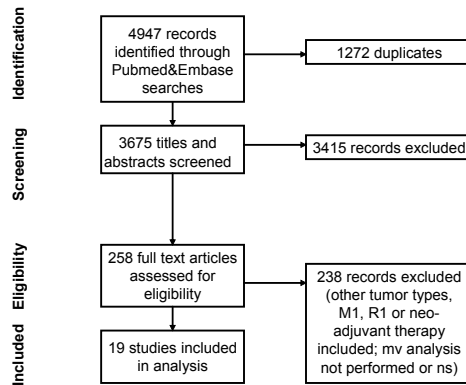 Identification
4947 records
identified through
Pubmed&Embase
searches
1272 duplicates
Screening
3675 titles and
abstracts screened
3415 records excluded
Eligibility
258 full text articles
assessed for
eligibility
238 records excluded
(other tumor types,
M1, R1 or neo-
adjuvant therapy
included; mv analysis
not performed or ns)
Included
19 studies included
in analysis